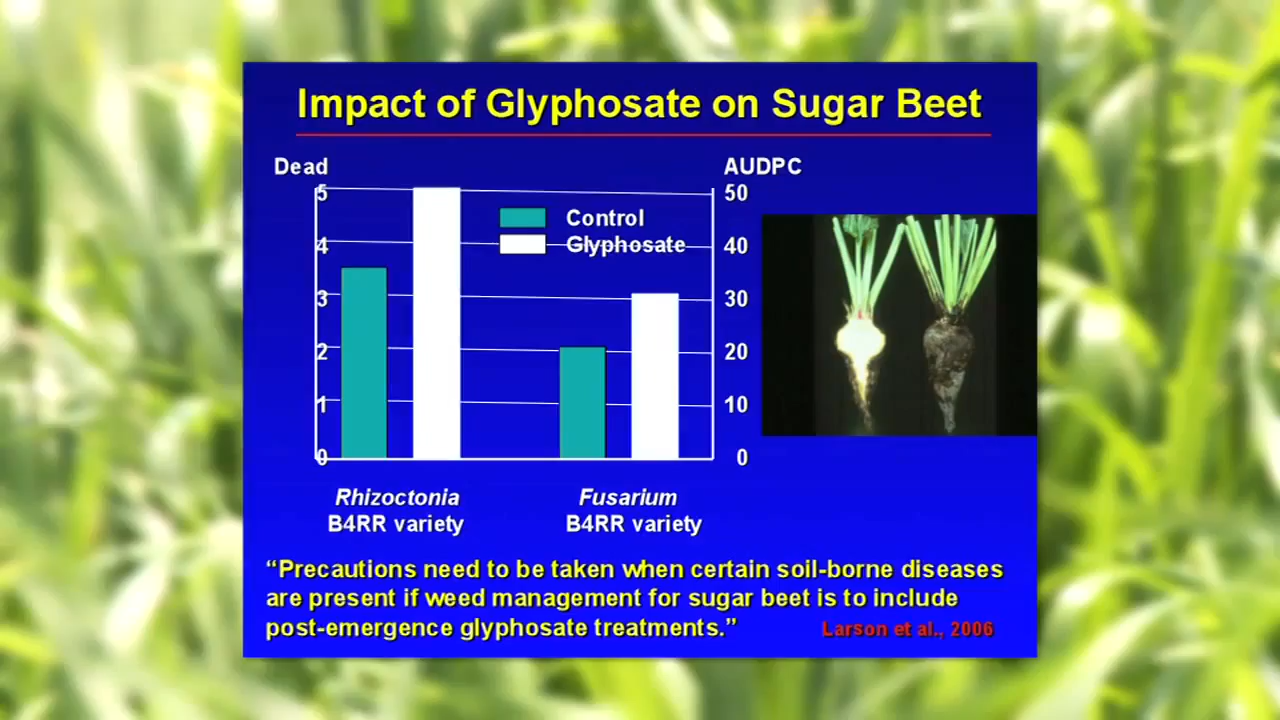 Impact of Glyphosate on Sugar Beet
Dead
AUDPC
5
50
Control
4
Glyphosate
40
3
30
2
20
1
10
0
0
Rhizoctonia
Fusarium
B4RR variety
B4RR variety
“Precautions need to be taken when certain soil-borne diseases
are present if weed management for sugar beet is to include
post-emergence glyphosate treatments.”
Larson et al., 2006